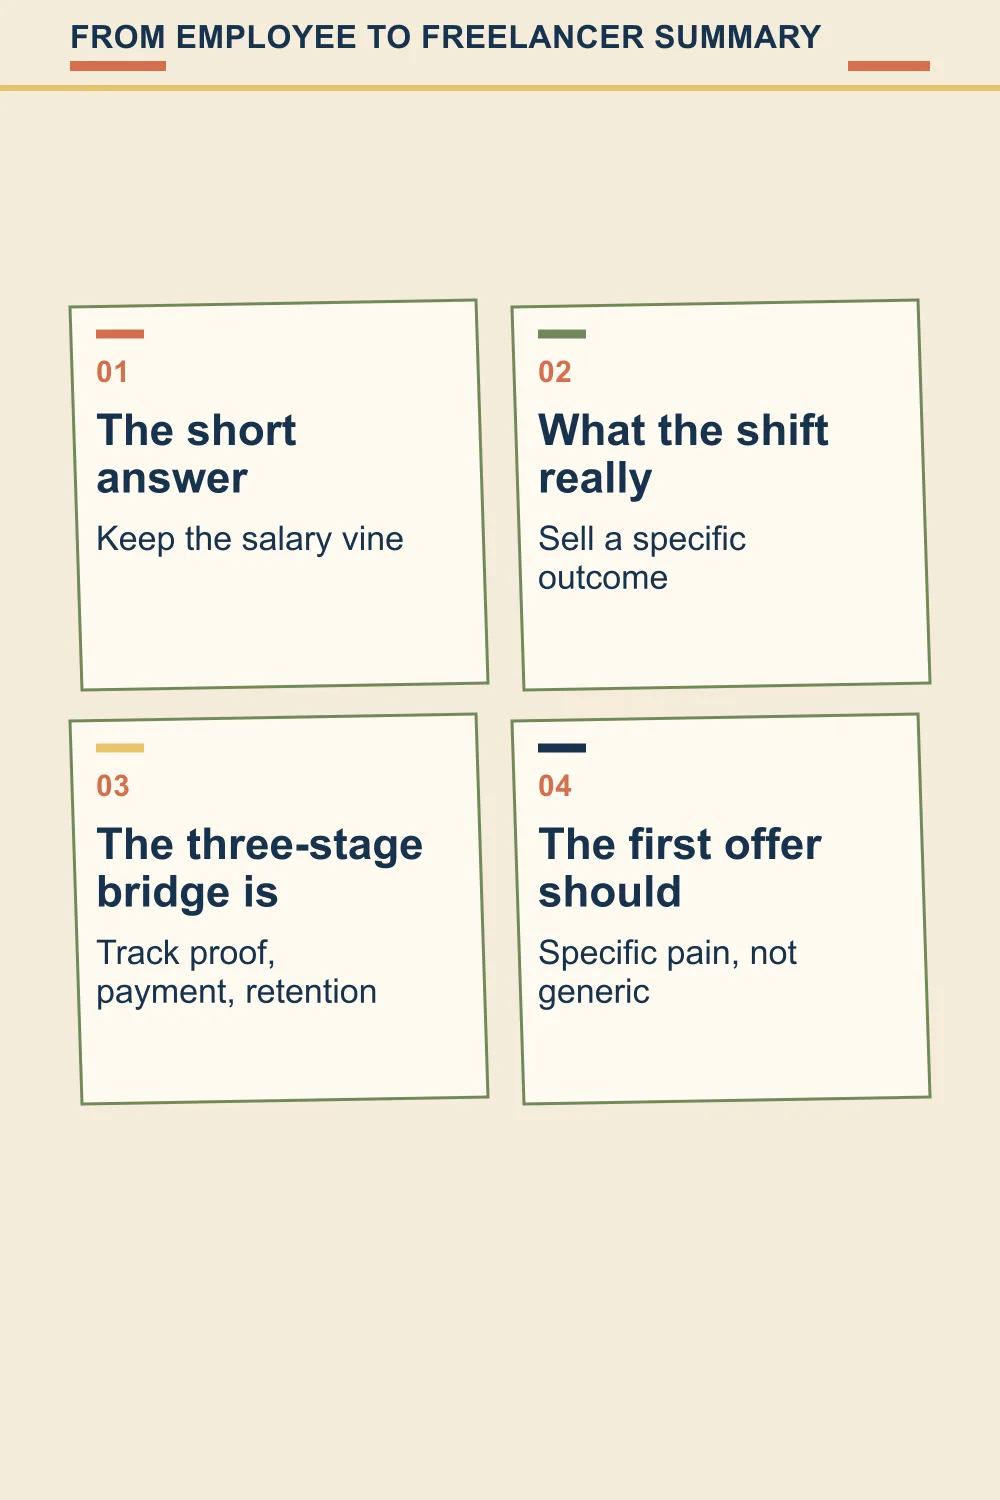 FROM EMPLOYEE TO FREELANCER SUMMARY
01
The short
answer
Keep the salary vine
02
What the shift
really
Sell a specific
outcome
03
The three-stage
bridge is
Track proof,
payment, retention
04
The first offer
should
Specific pain, not
generic